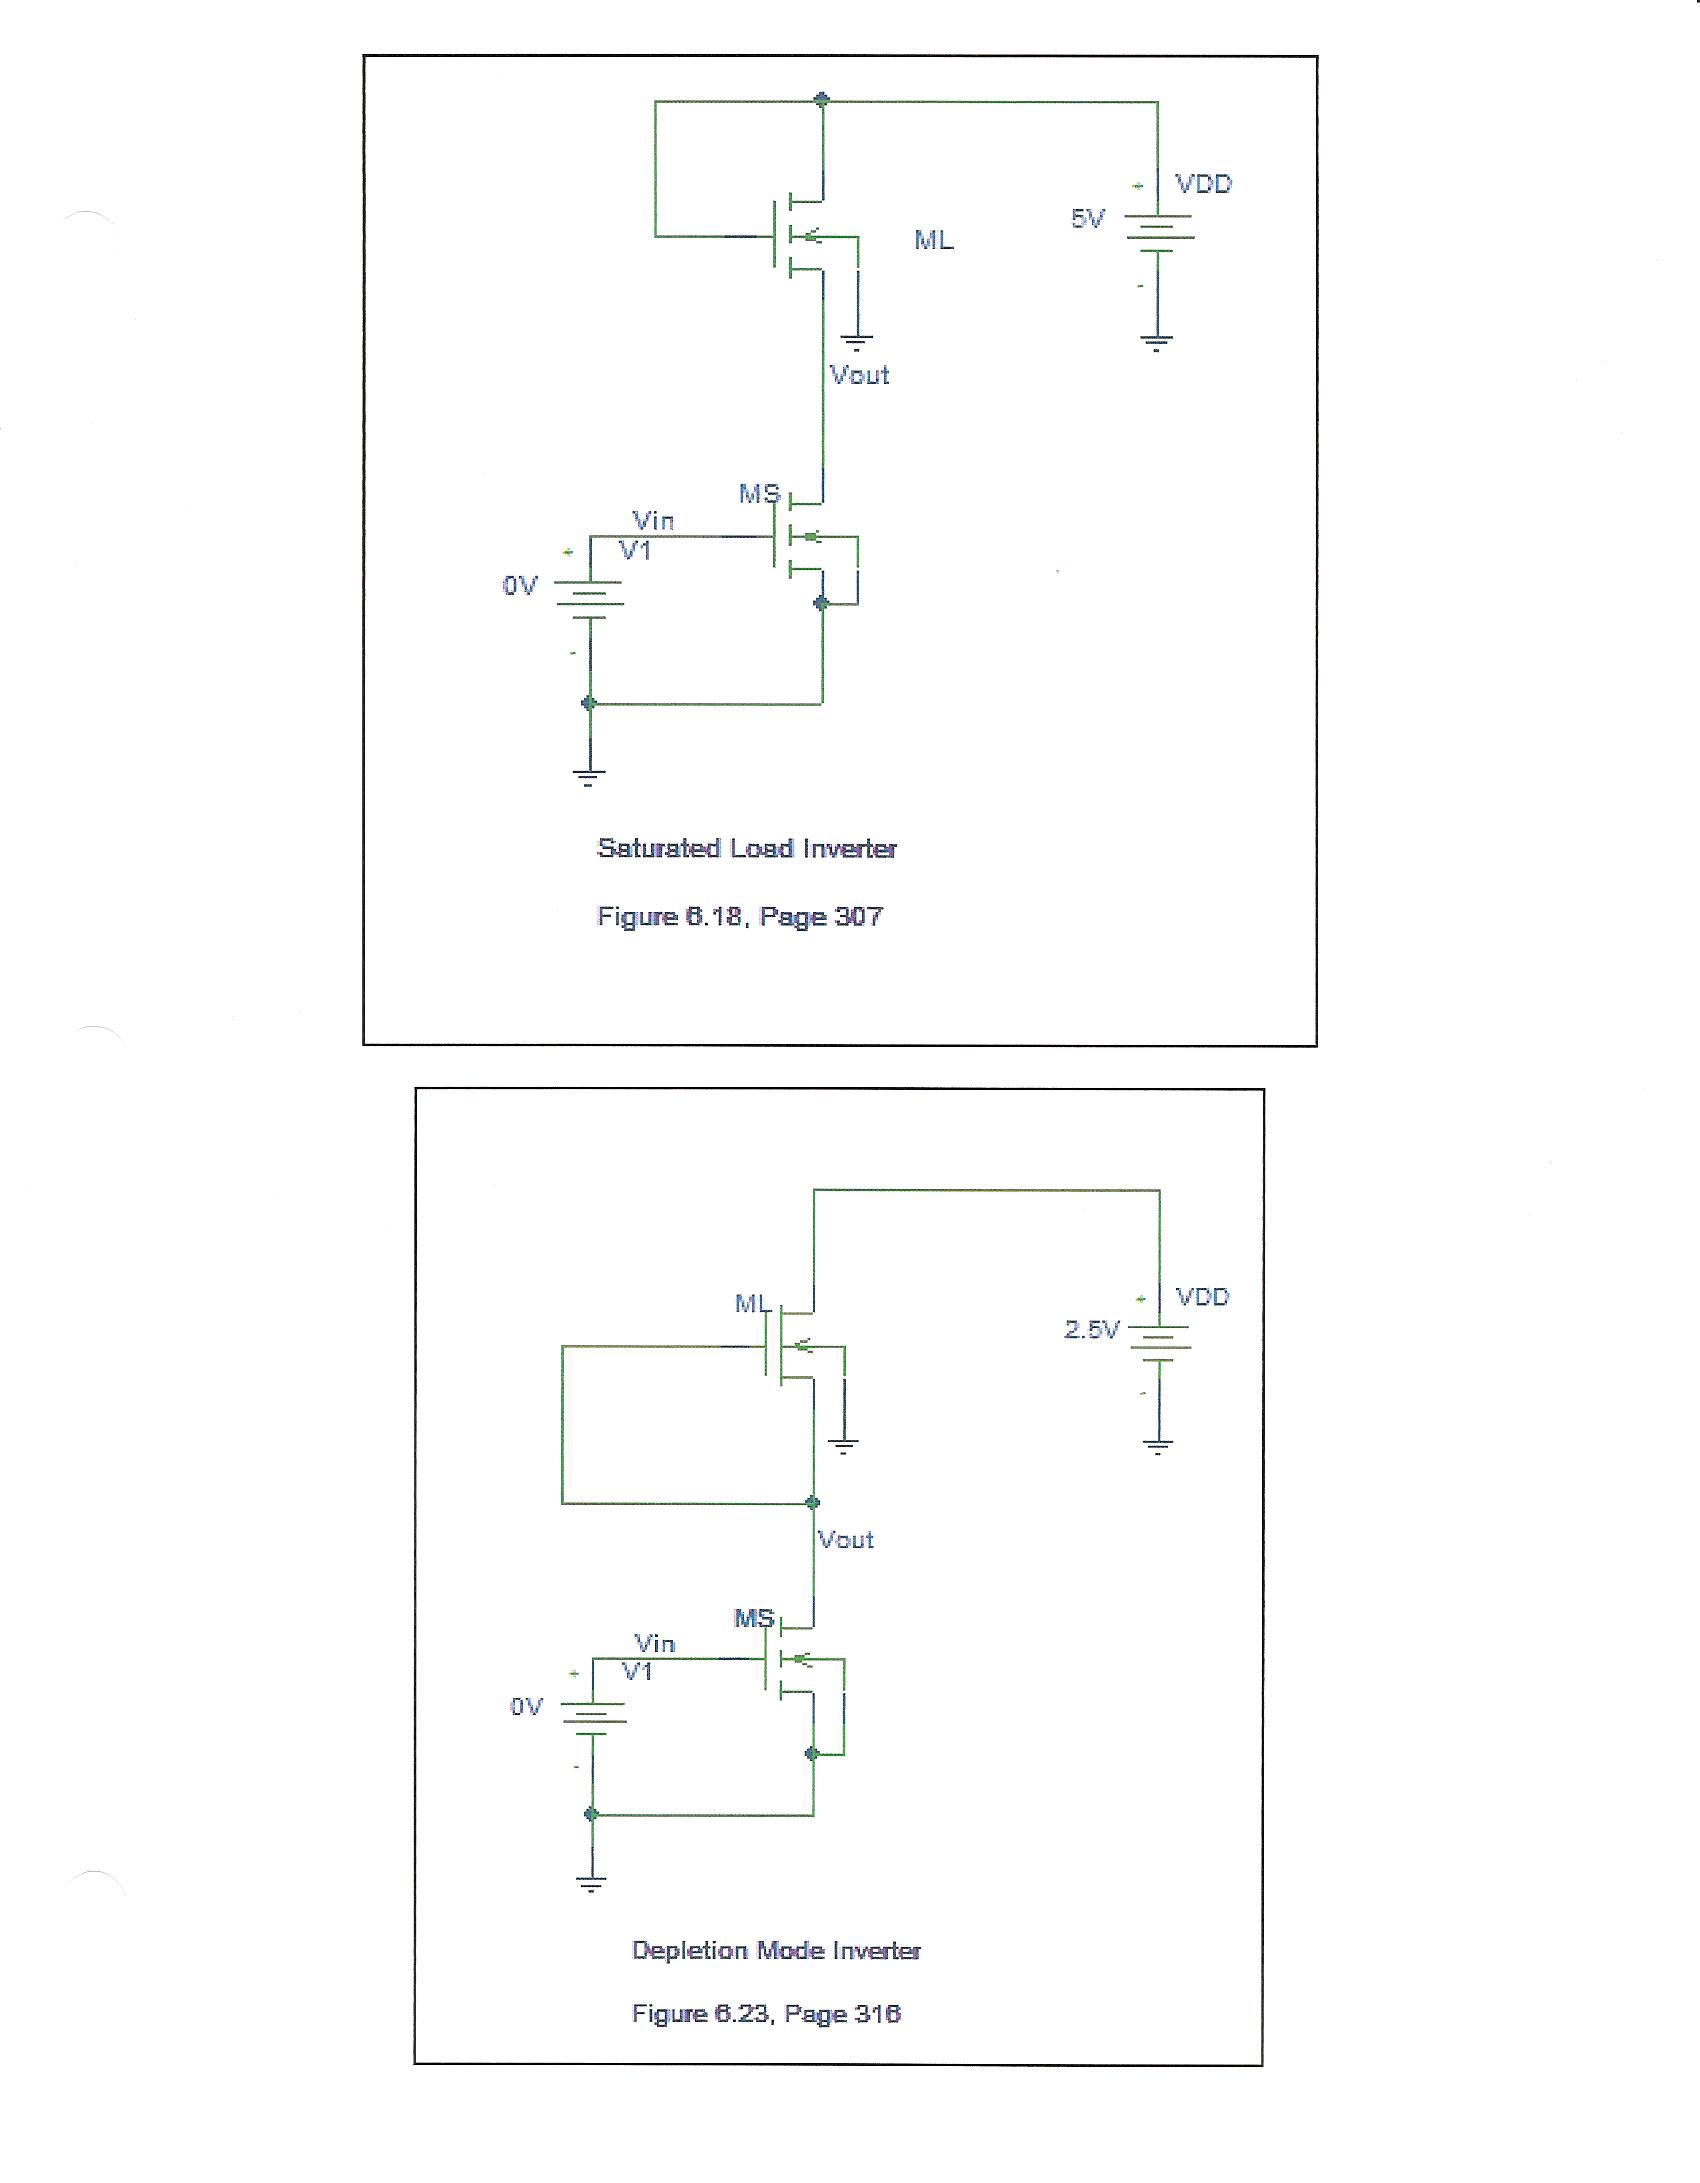 VDD
+
5V
ML
-
Vout
MS
Vin
V1
+
0V
-
Saturated Load Inverter
Figure 6.18, Page 307
ML
VDD
+
2.5V
-
Vout
MS
Vin
V1
+
0V
-
Depletion Mode Inverter
Figure 6.23, Page 316